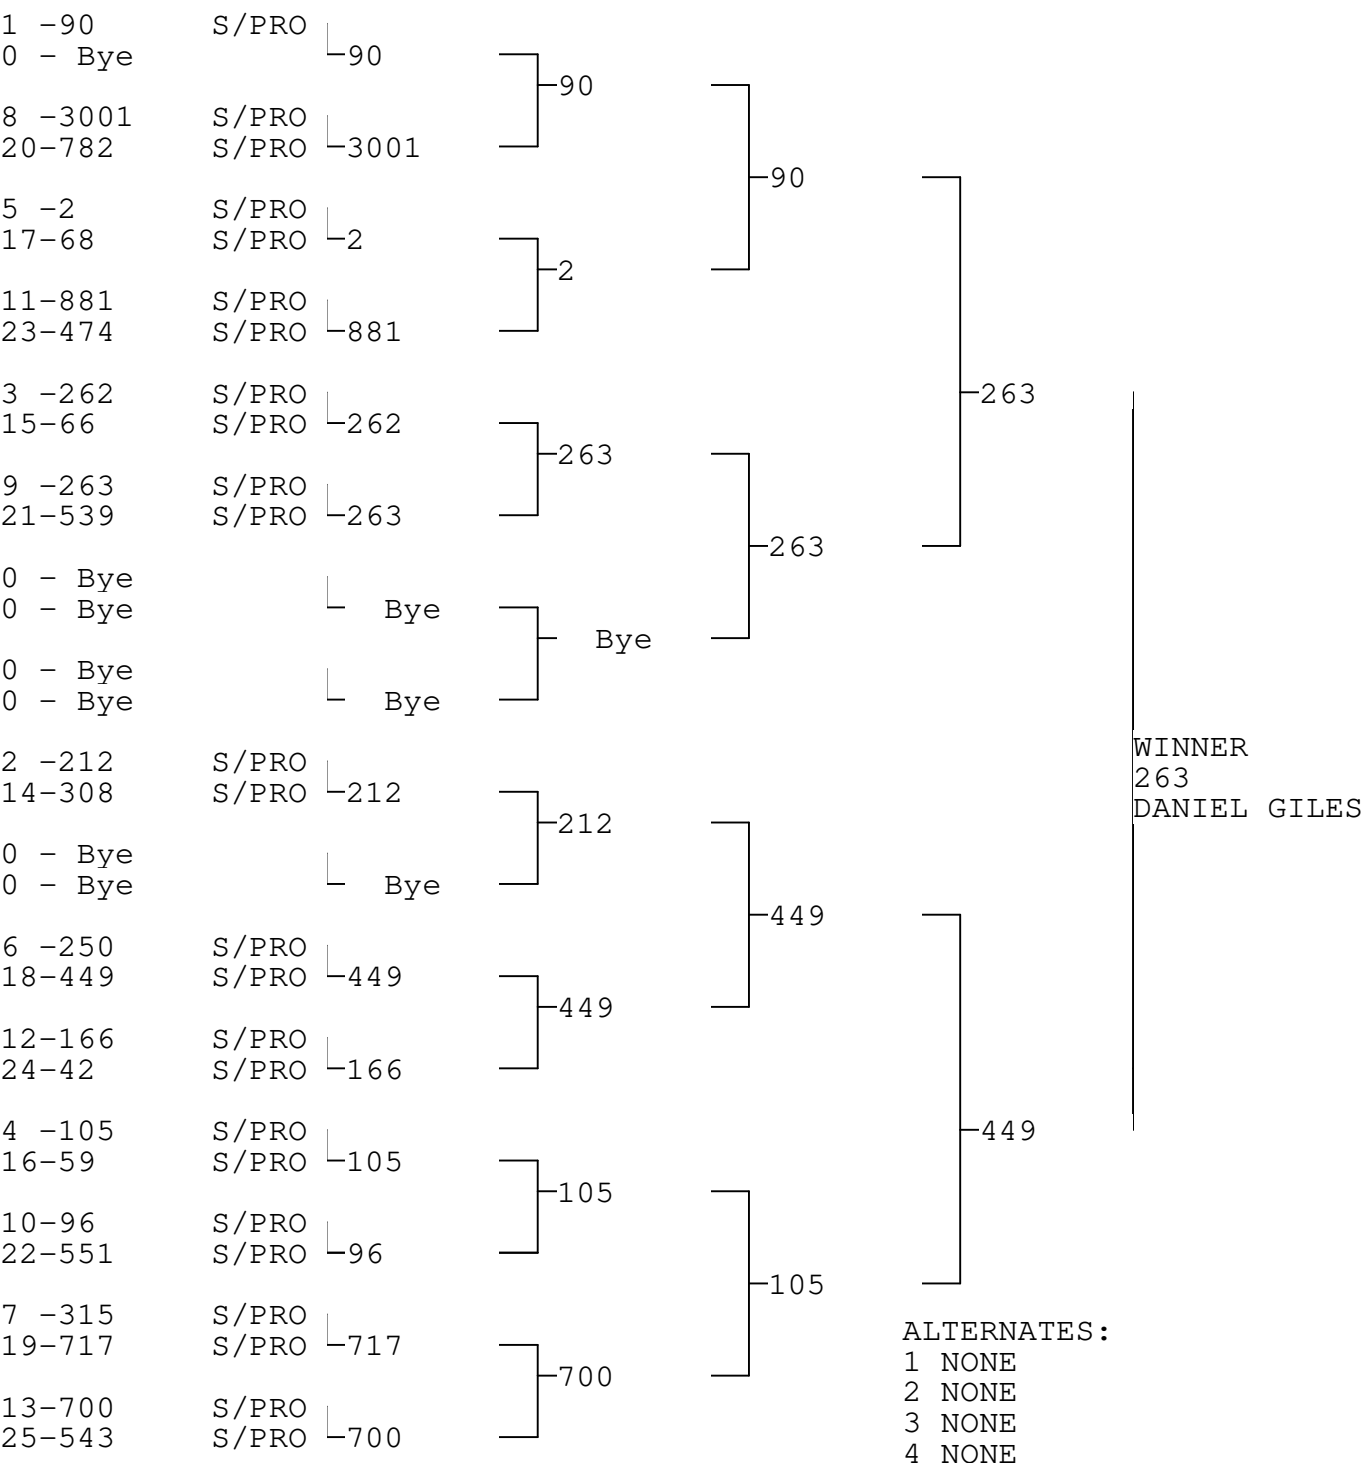 1 -90 S/PRO
0 - Bye 90
90
8 -3001 S/PRO
20-782 S/PRO 3001
90
5 -2 S/PRO
17-68 S/PRO 2
2
11-881 S/PRO
23-474 S/PRO 881
3 -262 S/PRO 263
15-66 S/PRO 262
263
9 -263 S/PRO
21-539 S/PRO 263
263
0 - Bye
0 - Bye Bye
Bye
0 - Bye
0 - Bye Bye
WINNER
2 -212 S/PRO
263
14-308 S/PRO 212
DANIEL GILES
212
0 - Bye
0 - Bye Bye
449
6 -250 S/PRO
18-449 S/PRO 449
449
12-166 S/PRO
24-42 S/PRO 166
4 -105 S/PRO 449
16-59 S/PRO 105
105
10-96 S/PRO
22-551 S/PRO 96
105
7 -315 S/PRO
ALTERNATES:
19-717 S/PRO 717
1 NONE
700
2 NONE
13-700 S/PRO
3 NONE
25-543 S/PRO 700
4 NONE